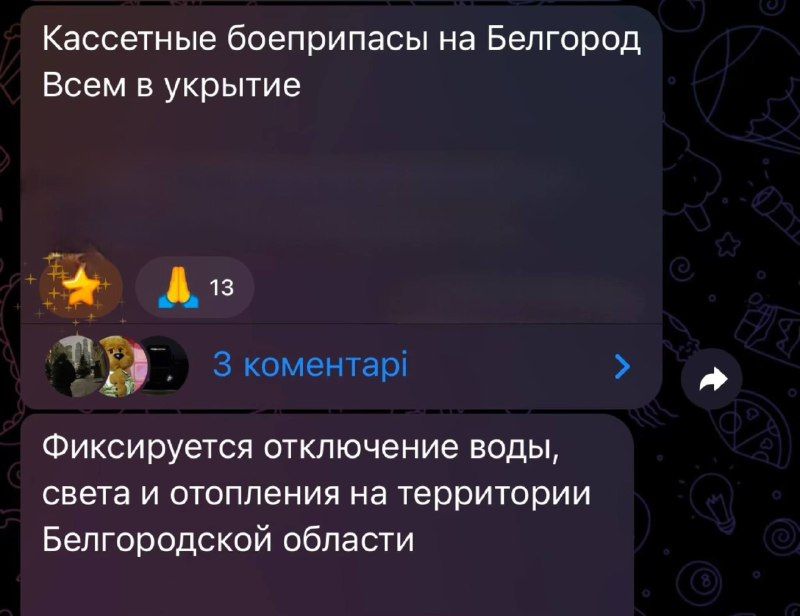 Кассетные боеприпасы на Белгород
Всем в укрытие
13
3 коментарі
Фиксируется отключение воды,
света и отопления на территории
Белгородской области